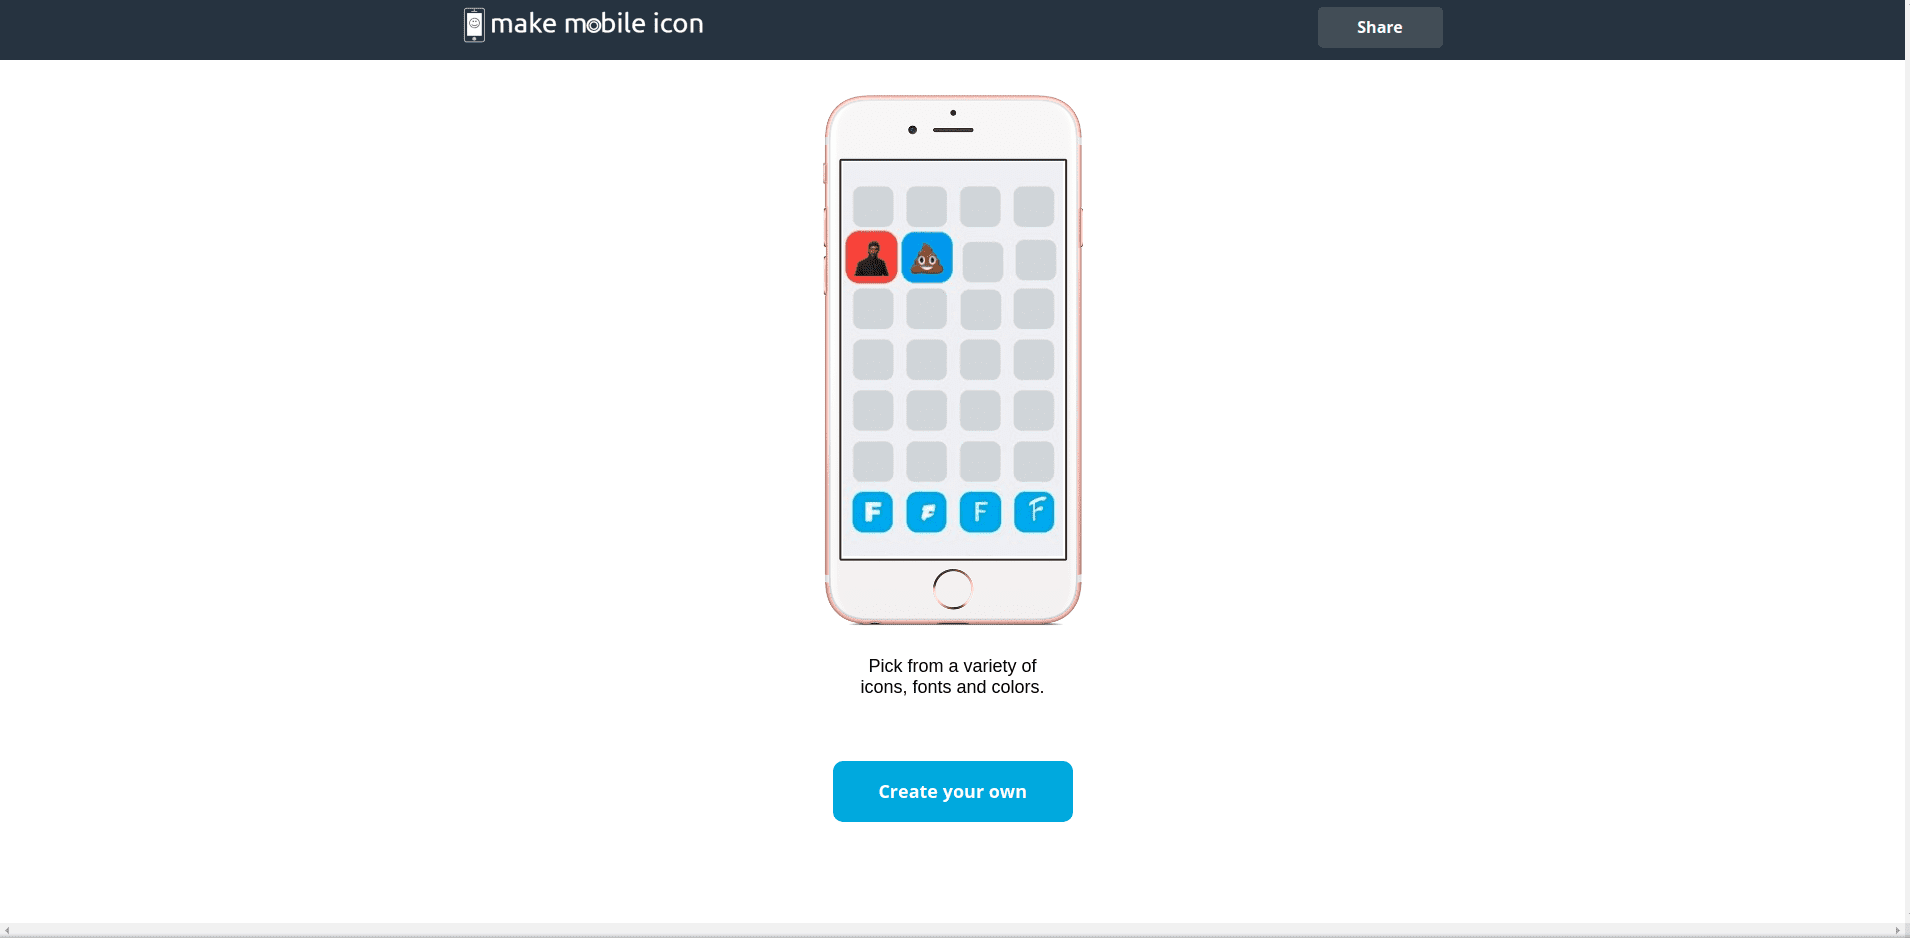 make mobile icon
Share
F F F F
Pick from a variety of
icons, fonts and colors.
Create your own